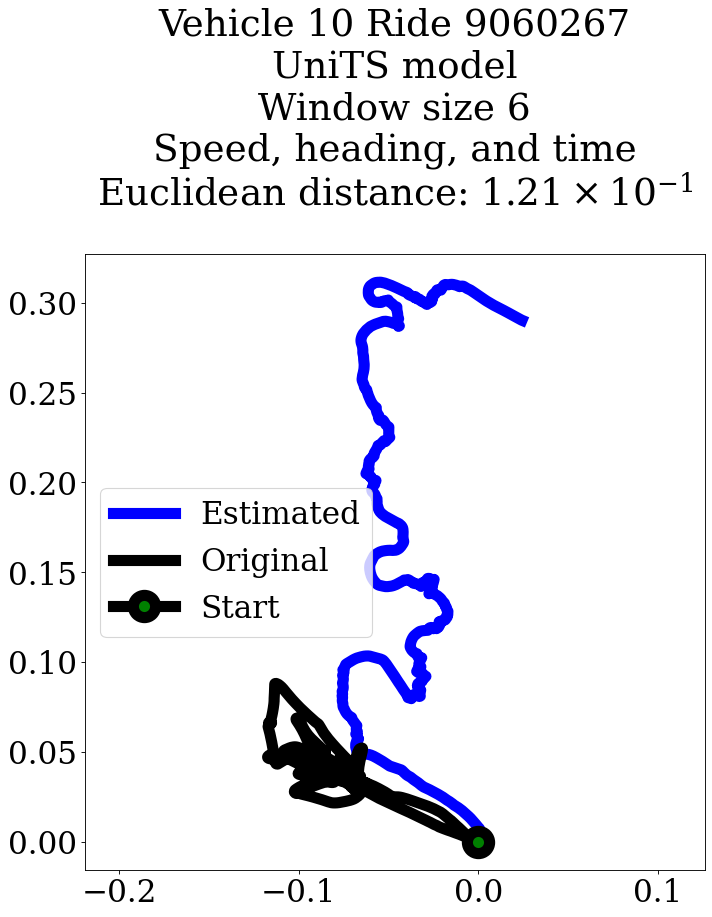 Vehicle 10 Ride 9060267
UniTS model
Window size 6
Speed, heading, and time
Euclidean distance: 1.21 × 10⁻¹
0.30
0.25
0.20
0.15
0.10
0.05
0.00
Estimated
Original
Start
−0.2
−0.1
0.0
0.1